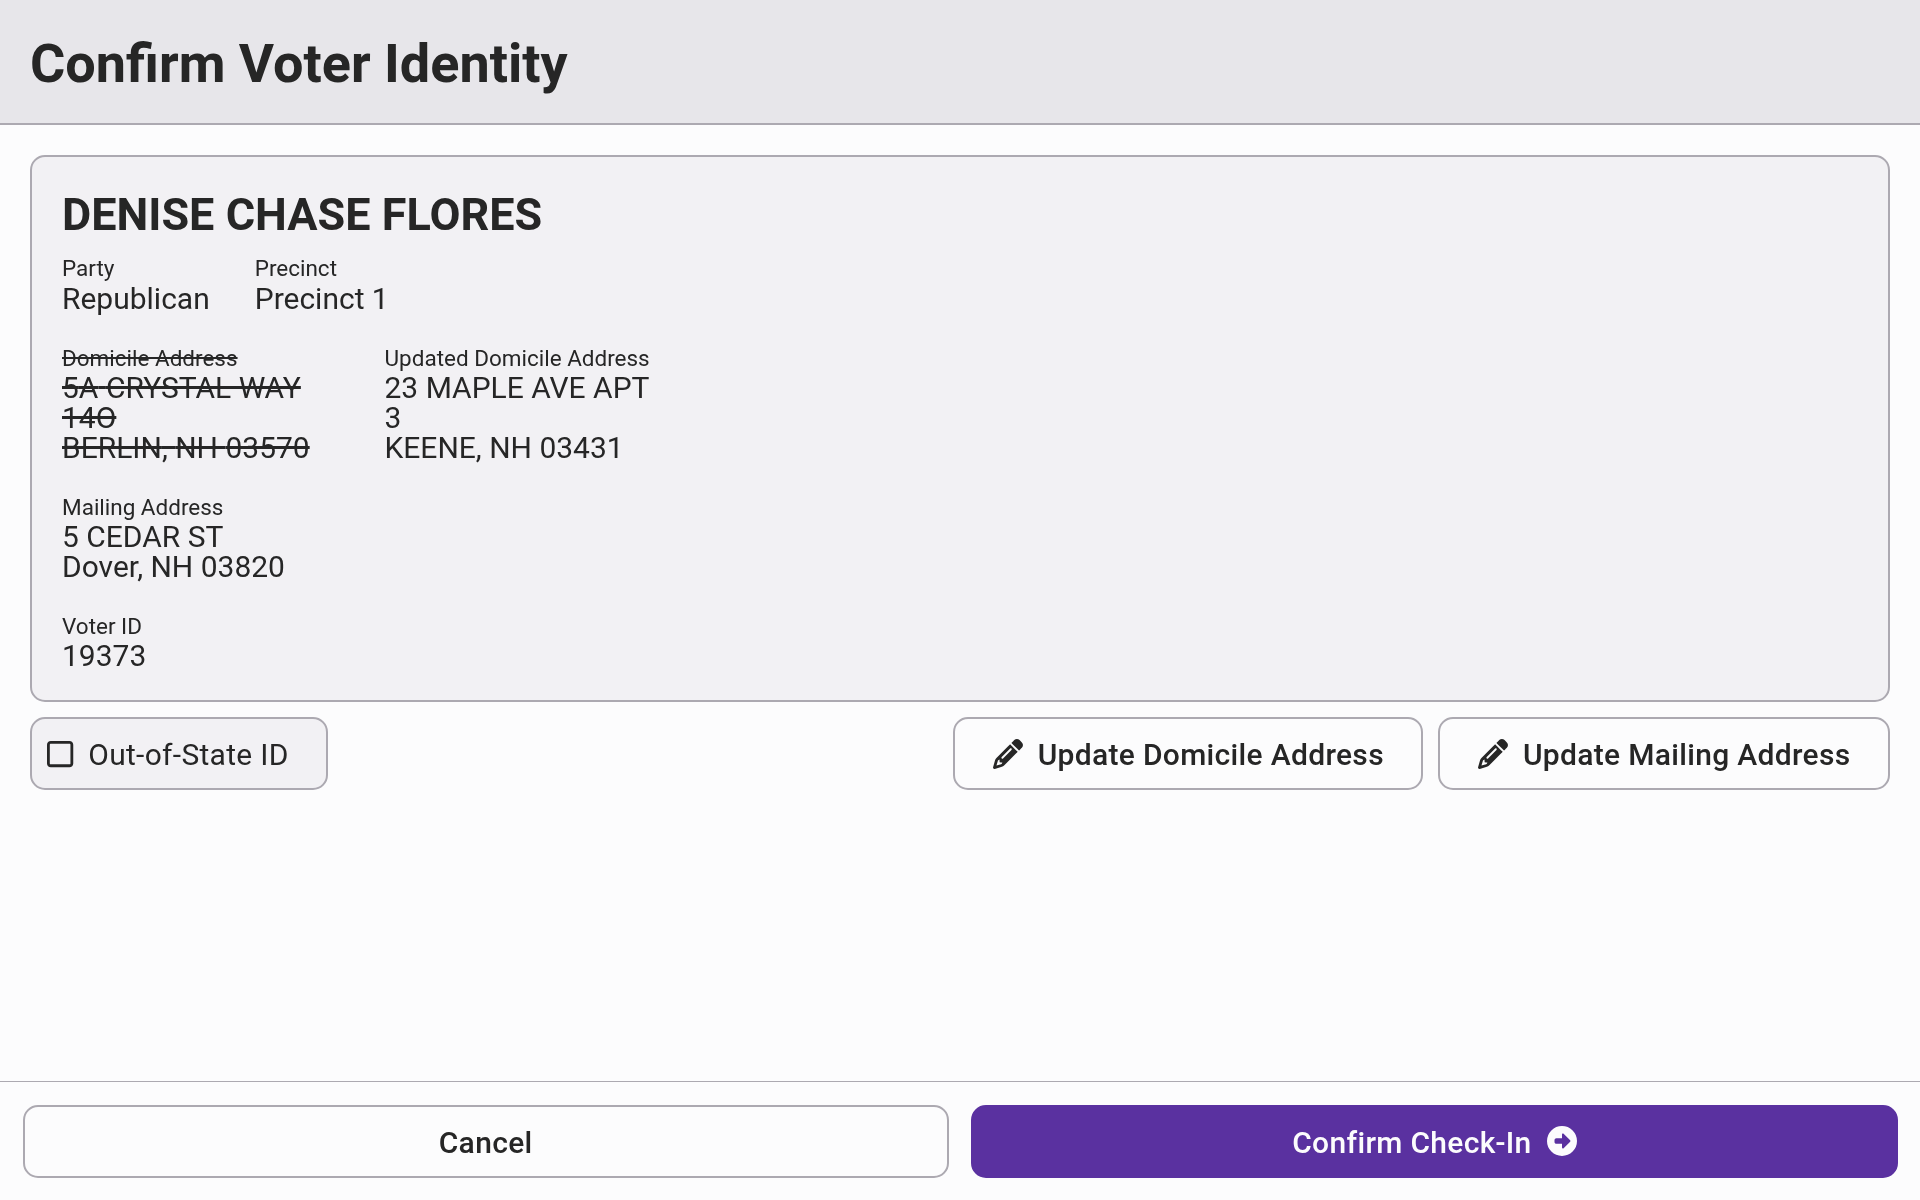 Confirm Voter Identity
DENISE CHASE FLORES
Party
Republican
Precinct
Precinct 1
Domicile Address
5A CRYSTAL WAY
14O
BERLIN, NH 03570
Updated Domicile Address
23 MAPLE AVE APT
3
KEENE, NH 03431
Mailing Address
5 CEDAR ST
Dover, NH 03820
Voter ID
19373
Out-of-State ID
Update Domicile Address
Update Mailing Address
Cancel
Confirm Check-In